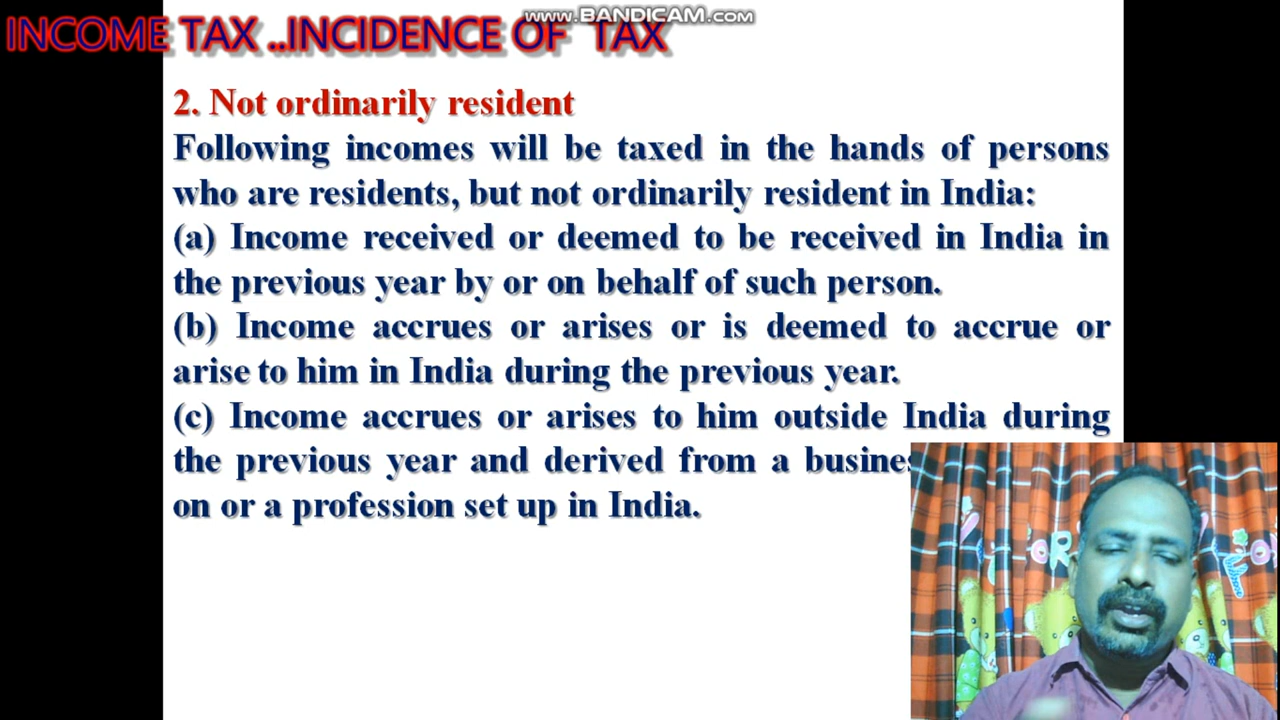 www.BANDICAM.com
INCOME TAX ..INCIDENCE OF TAX
2. Not ordinarily resident
Following incomes will be taxed in the hands of persons
who are residents, but not ordinarily resident in India:
(a) Income received or deemed to be received in India in
the previous year by or on behalf of such person.
(b) Income accrues or arises or is deemed to accrue or
arise to him in India during the previous year.
(c) Income accrues or arises to him outside India during
the previous year and derived from a
on or a profession set up in India.